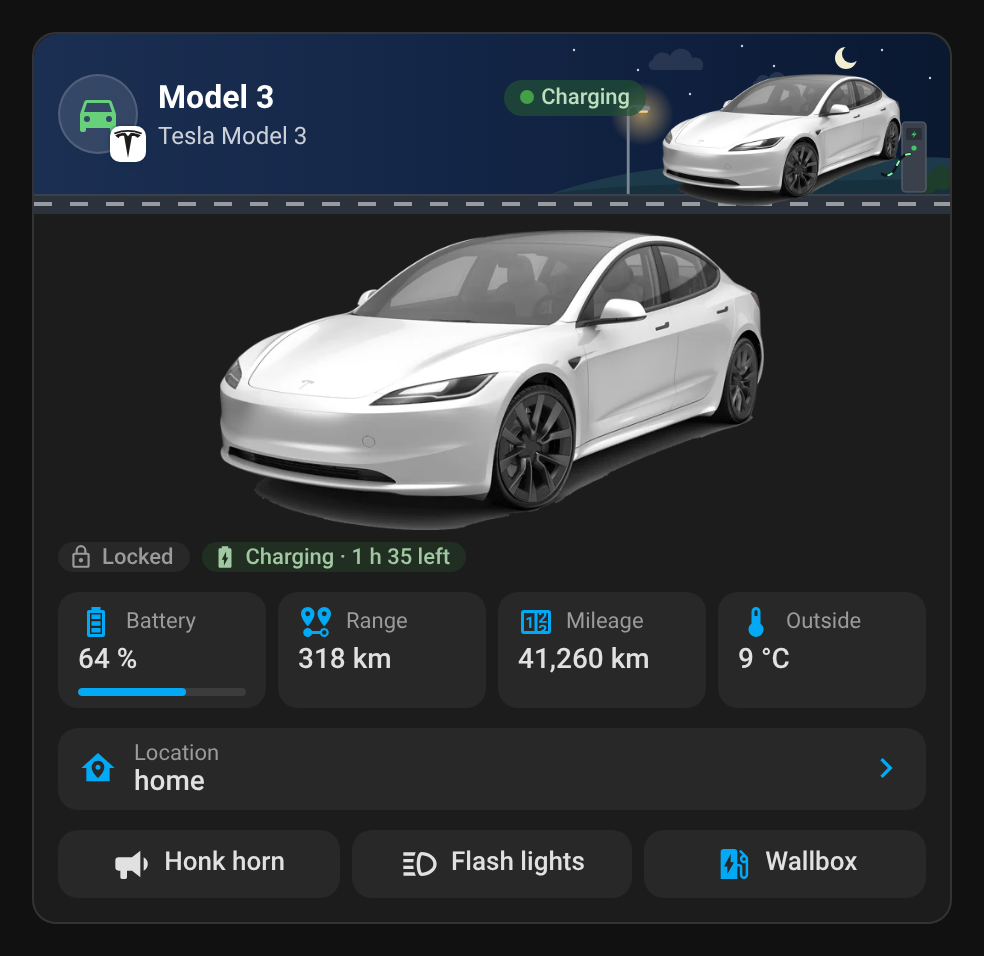 Model 3
Tesla Model 3
Charging
Locked
Charging · 1 h 35 left
Battery
64 %
Range
318 km
Mileage
41,260 km
Outside
9 °C
Location
home
Honk horn
Flash lights
Wallbox